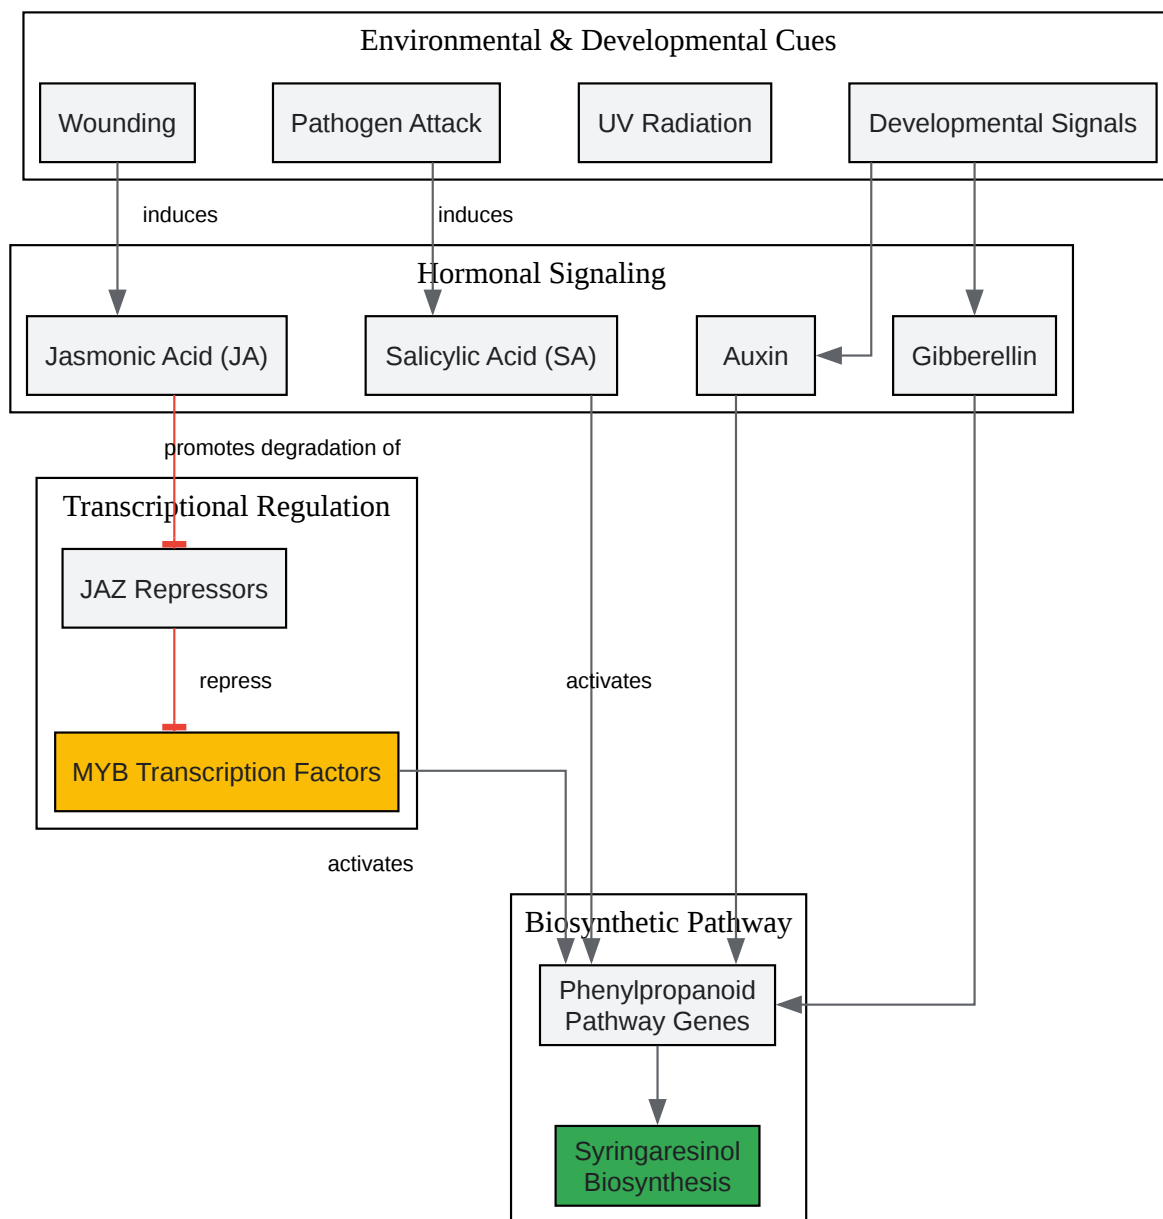 Environmental & Developmental Cues
Wounding
Pathogen Attack
UV Radiation
Developmental Signals
induces
induces
Hormonal Signaling
Jasmonic Acid (JA)
Salicylic Acid (SA)
Auxin
Gibberellin
promotes degradation of
Transcriptional Regulation
JAZ Repressors
repress
activates
MYB Transcription Factors
activates
Biosynthetic Pathway
Phenylpropanoid
Pathway Genes
Syringaresinol
Biosynthesis